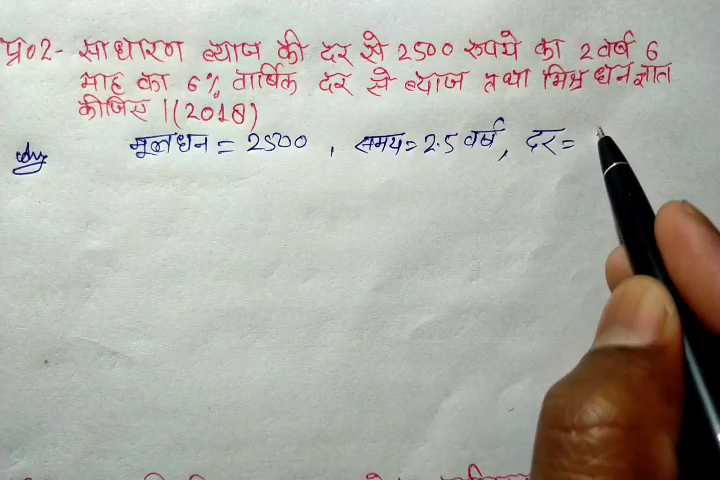 प्र०2- साधारण ब्याज की दर से 2500 रुपये का 2 वर्ष 6
माह का 6% वार्षिक दर से ब्याज तथा मिश्रधन ज्ञात
कीजिए।(2018)
मूलधन = 2500 , समय= 2.5 वर्ष, दर=